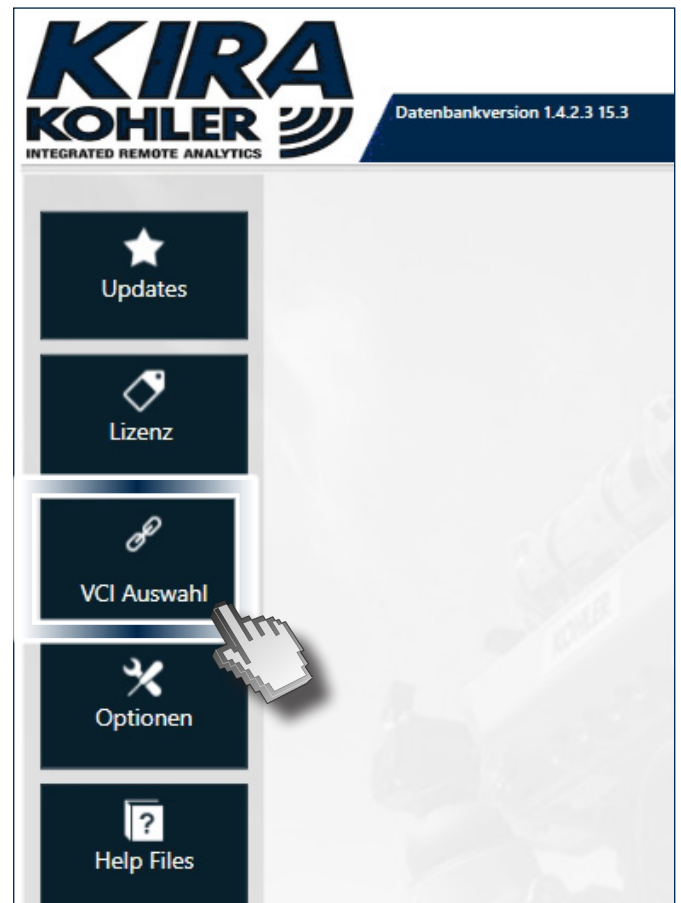 KIRA
KOHLER
INTEGRATED REMOTE ANALYTICS
Datenbankversion 1.4.2.3 15.3
Updates
Lizenz
VCI Auswahl
Optionen
?
Help Files
KOHLER